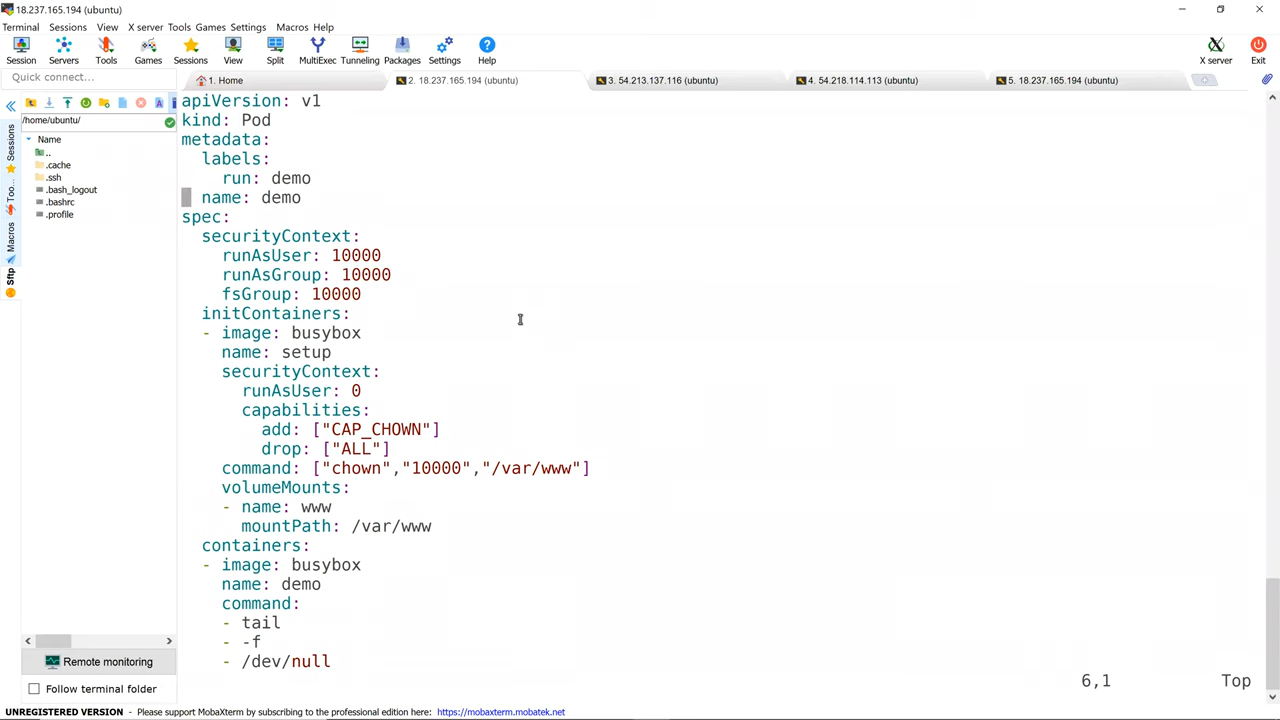 18.237.165.194 (ubuntu)
Terminal Sessions View X server Tools Games Settings Macros Help
Session Servers Tools Games Sessions View Split MultiExec Tunneling Packages Settings Help X server Exit
Quick connect...
1. Home 2. 18.237.165.194 (ubuntu) 3. 54.213.137.116 (ubuntu) 4. 54.218.114.113 (ubuntu) 5. 18.237.165.194 (ubuntu)
/home/ubuntu/
Name
..
.cache
.ssh
.bash_logout
.bashrc
.profile
Sessions
Too...
Macros
Sftp
Remote monitoring
Follow terminal folder
apiVersion: v1
kind: Pod
metadata:
  labels:
    run: demo
  name: demo
spec:
  securityContext:
    runAsUser: 10000
    runAsGroup: 10000
    fsGroup: 10000
  initContainers:
  - image: busybox
    name: setup
    securityContext:
      runAsUser: 0
      capabilities:
        add: ["CAP_CHOWN"]
        drop: ["ALL"]
    command: ["chown","10000","/var/www"]
    volumeMounts:
    - name: www
      mountPath: /var/www
  containers:
  - image: busybox
    name: demo
    command:
    - tail
    - -f
    - /dev/null
6,1 Top
UNREGISTERED VERSION - Please support MobaXterm by subscribing to the professional edition here: https://mobaxterm.mobatek.net